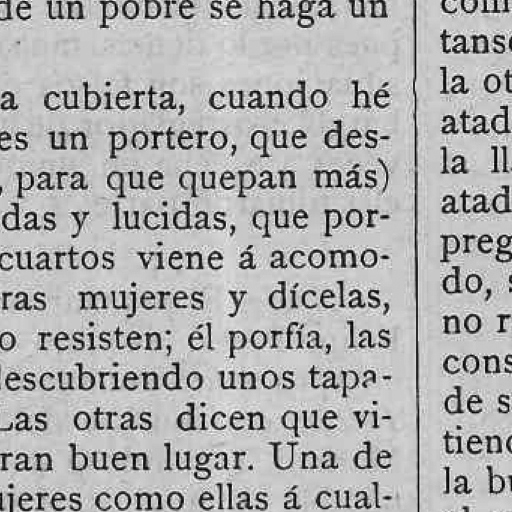 de un pobre se haga un
a cubierta, cuando hé
es un portero, que des-
, para que quepan más)
das y lucidas, que por-
cuartos viene á acomo-
ras mujeres y dícelas,
o resisten; él porfía, las
descubriendo unos tapa-
Las otras dicen que vi-
ran buen lugar. Una de
ujeres como ellas á cual-
com
tans
la ot
atad
la ll
atad
preg
do, s
no r
cons
de s
tiend
la bu